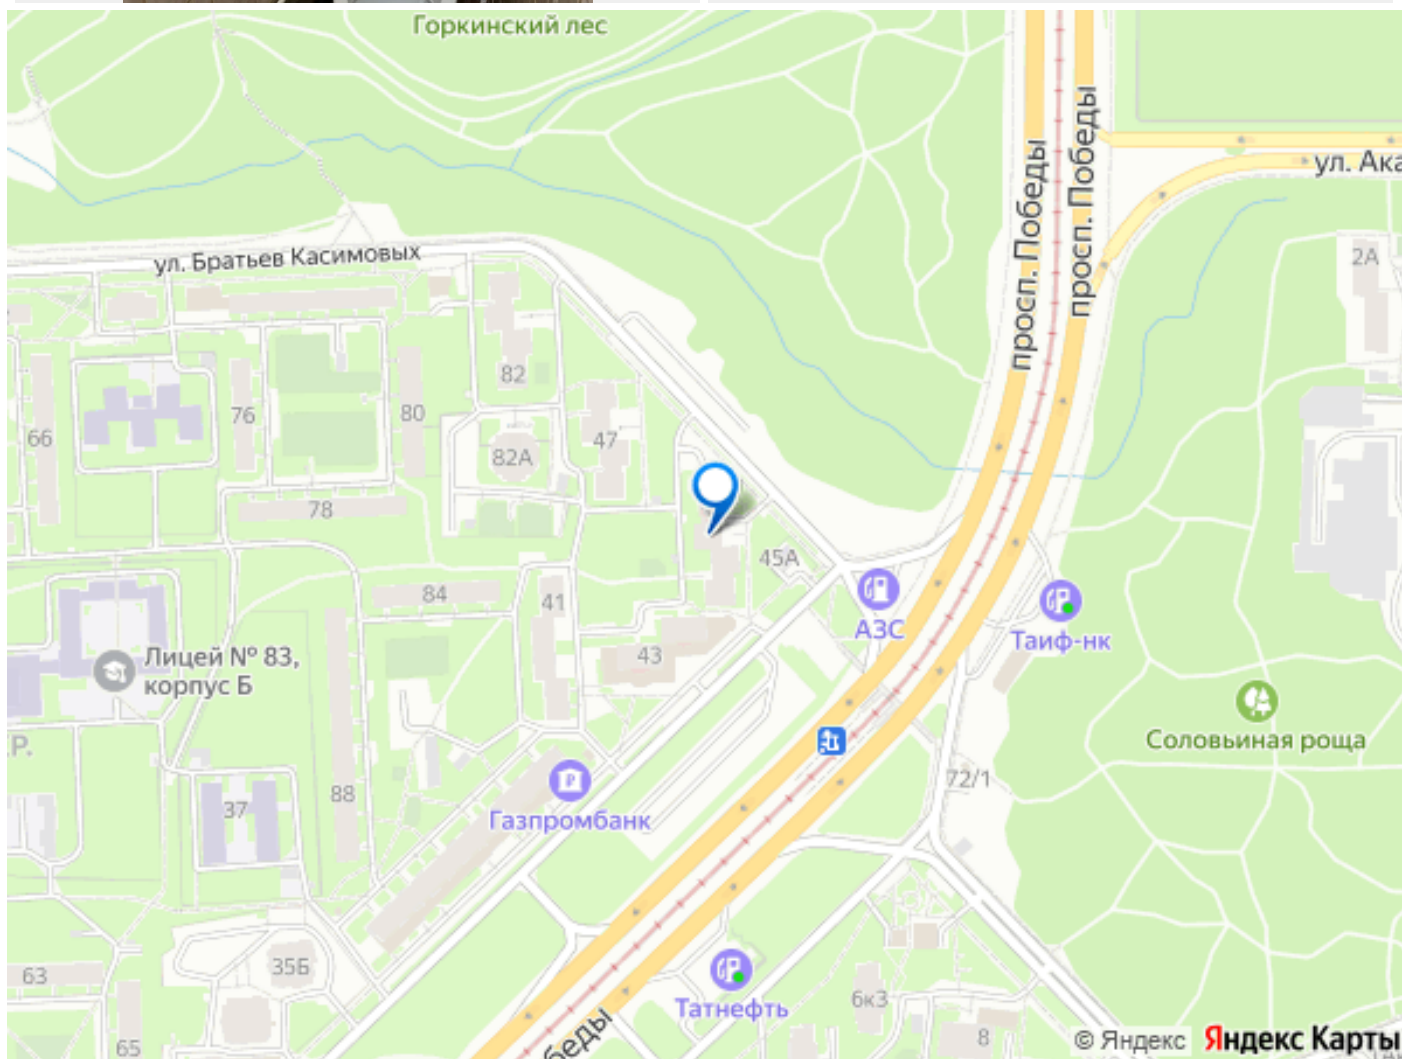 Горкинский лес
просп. Победы
просп. Победы
ул. Ака
ул. Братьев Касимовых
2А
82
76
80
66
47
82А
78
45А
84
41
АЗС
Таиф-нк
43
Лицей № 83,
корпус Б
Р.
Соловьиная роща
72/1
88
37
Газпромбанк
35Б
63
Татнефть
6к3
65
беды
8
© Яндекс Яндекс Карты